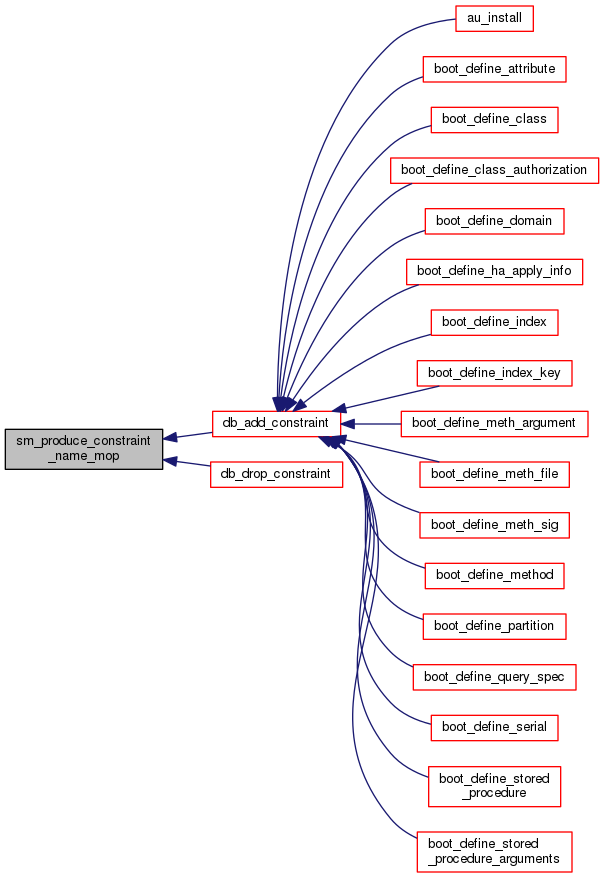 au_install
boot_define_attribute
boot_define_class
boot_define_class_authorization
boot_define_domain
boot_define_ha_apply_info
boot_define_index
boot_define_index_key
db_add_constraint
boot_define_meth_argument
sm_produce_constraint
_name_mop
db_drop_constraint
boot_define_meth_file
boot_define_meth_sig
boot_define_method
boot_define_partition
boot_define_query_spec
boot_define_serial
boot_define_stored
_procedure
boot_define_stored
_procedure_arguments